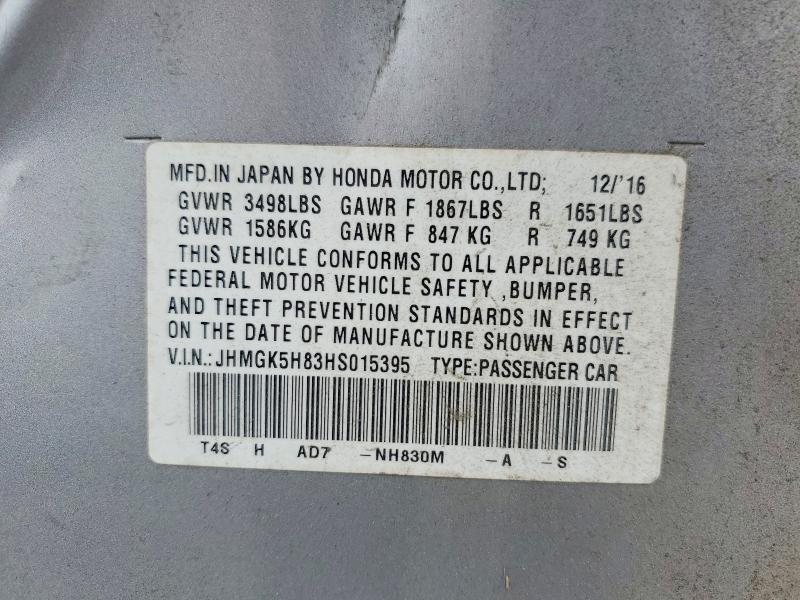 MFD.IN JAPAN BY HONDA MOTOR CO.,LTD; 12/'16
GVWR 3498LBS GAWR F 1867LBS R 1651LBS
GVWR 1586KG GAWR F 847 KG R 749 KG
THIS VEHICLE CONFORMS TO ALL APPLICABLE
FEDERAL MOTOR VEHICLE SAFETY ,BUMPER,
AND THEFT PREVENTION STANDARDS IN EFFECT
ON THE DATE OF MANUFACTURE SHOWN ABOVE.
V.I.N.:JHMGK5H83HS015395 TYPE:PASSENGER CAR
T4S H AD7 -NH830M -A -S